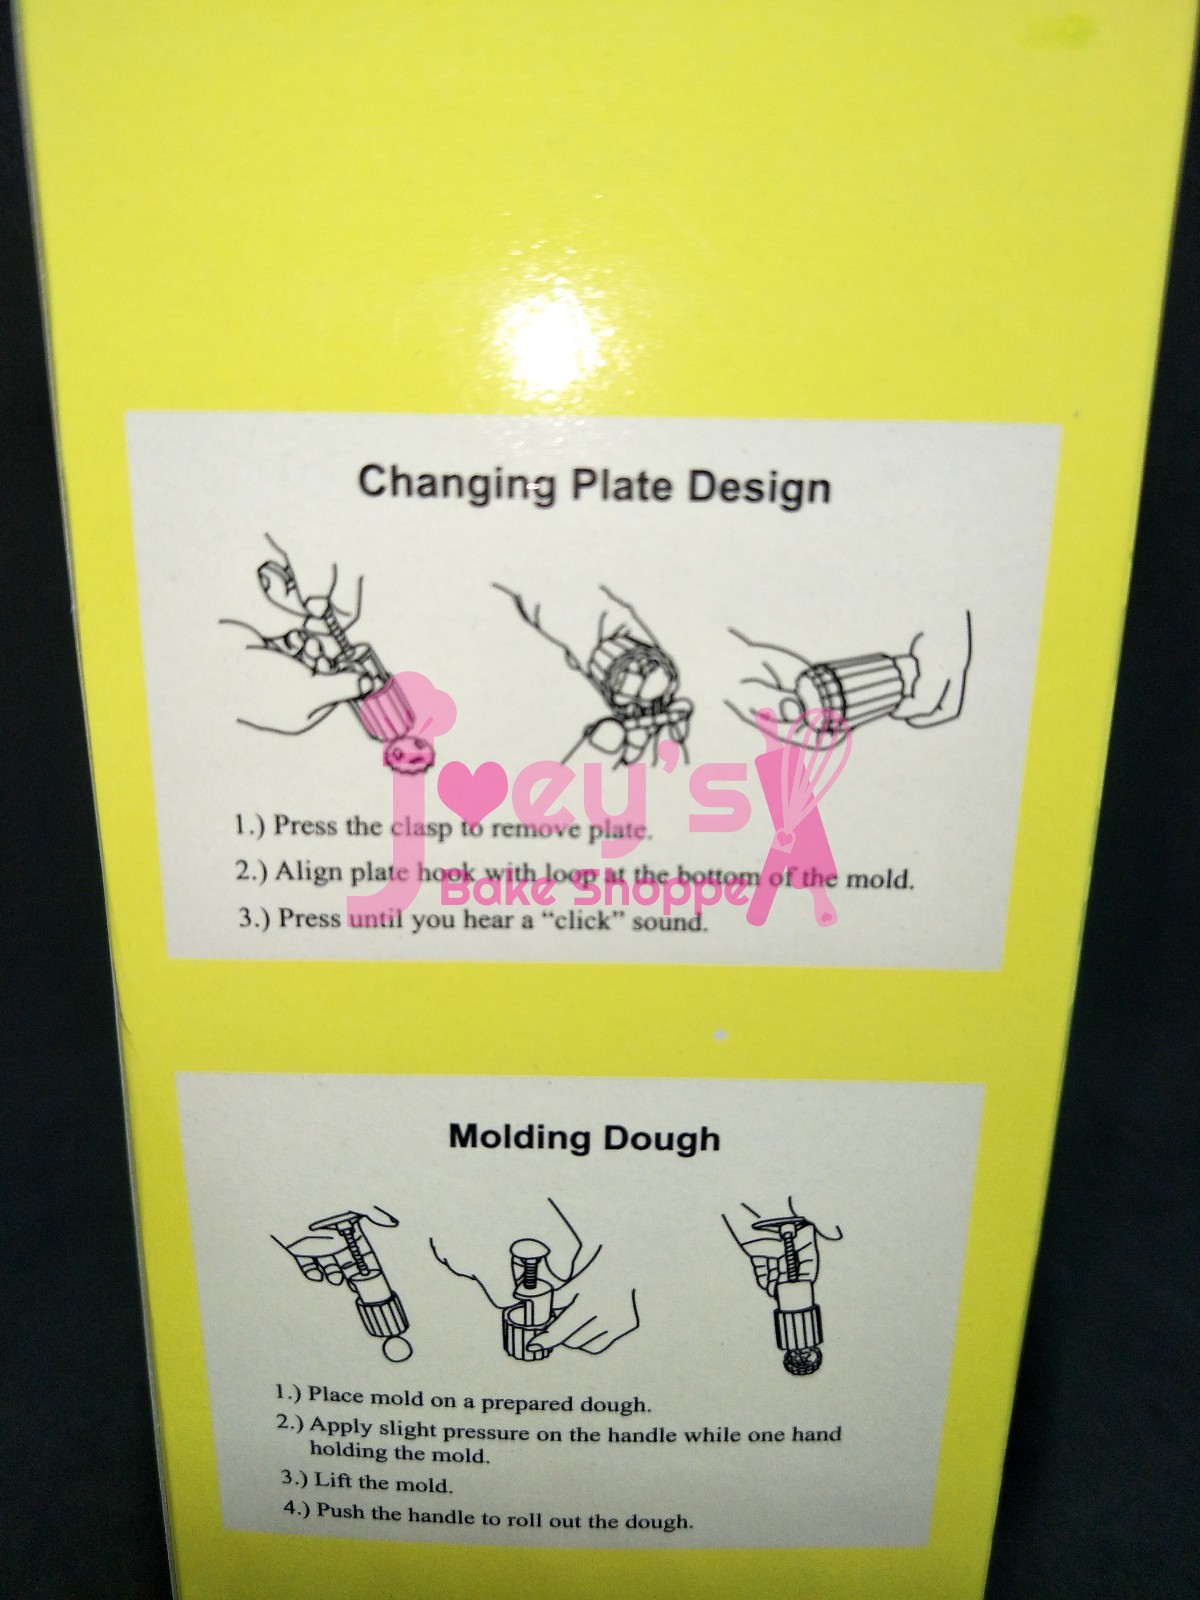 Changing Plate Design
1.) Press the clasp to remove plate.
2.) Align plate hook with loop at the bottom of the mold.
3.) Press until you hear a “click” sound.
Joey's
Bake Shoppe
Molding Dough
1.) Place mold on a prepared dough.
2.) Apply slight pressure on the handle while one hand
holding the mold.
3.) Lift the mold.
4.) Push the handle to roll out the dough.